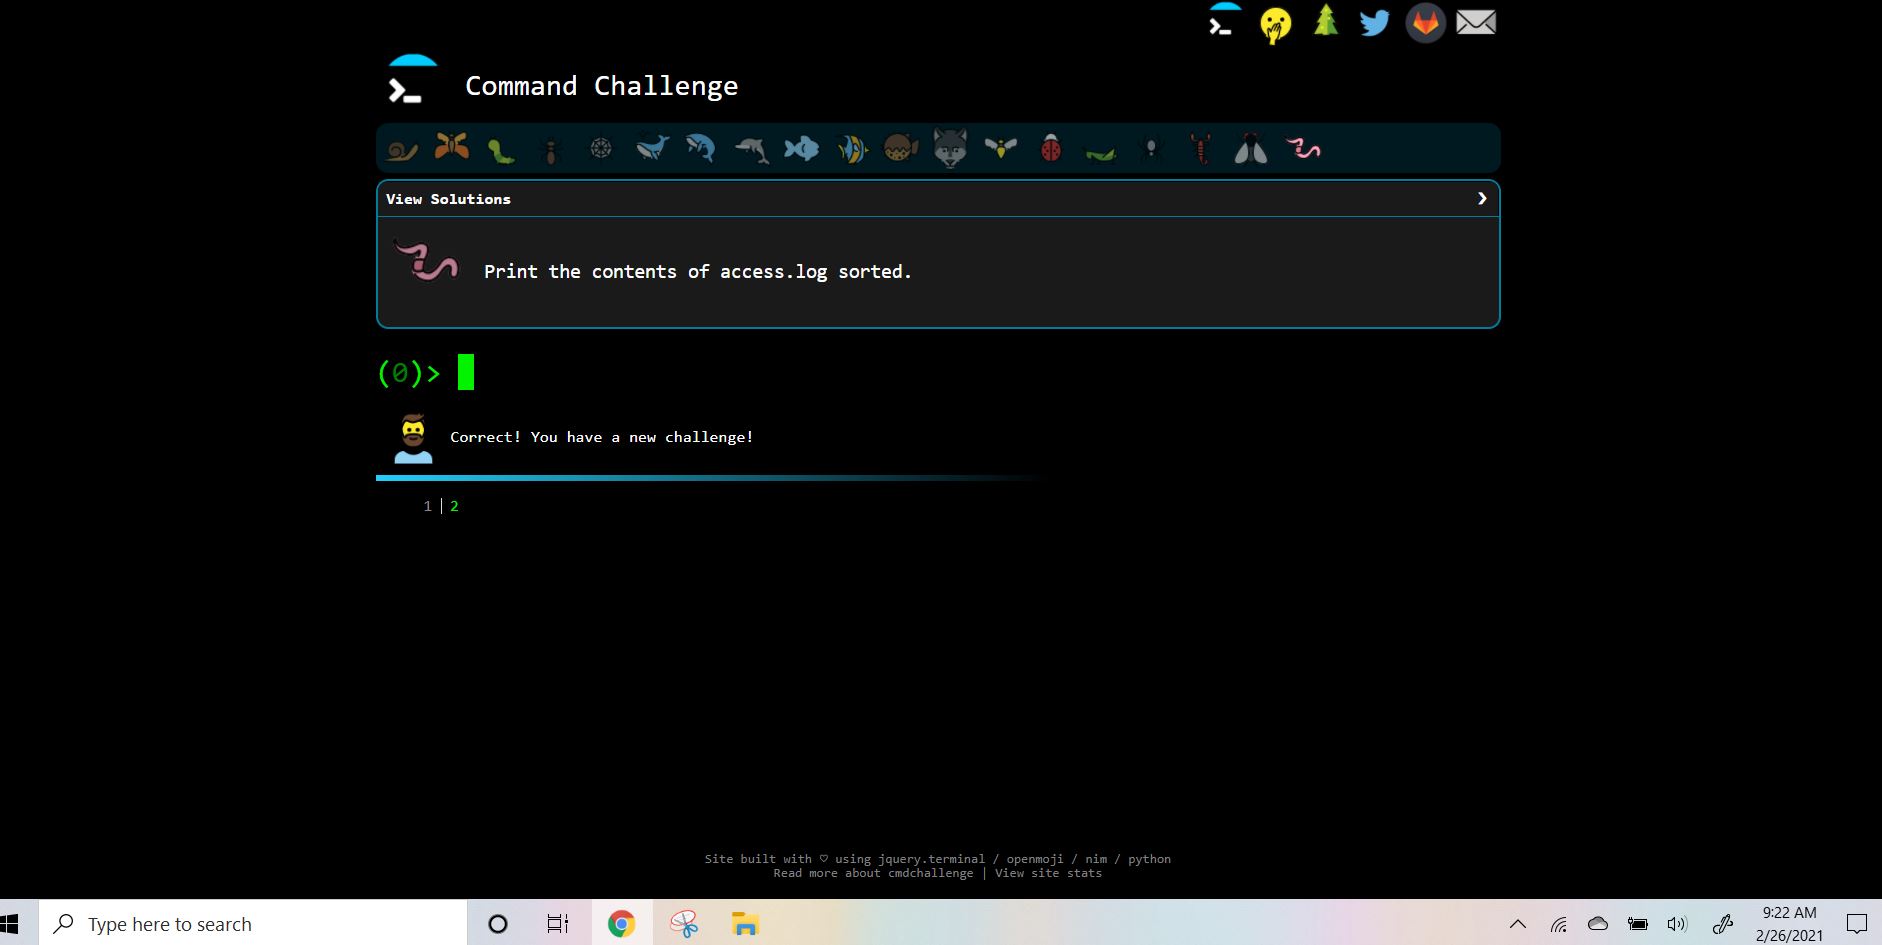 Command Challenge
View Solutions
Print the contents of access.log sorted.
(0)>
Correct! You have a new challenge!
1 | 2
Site built with ♡ using jquery.terminal / openmoji / nim / python
Read more about cmdchallenge | View site stats
Type here to search
9:22 AM
2/26/2021